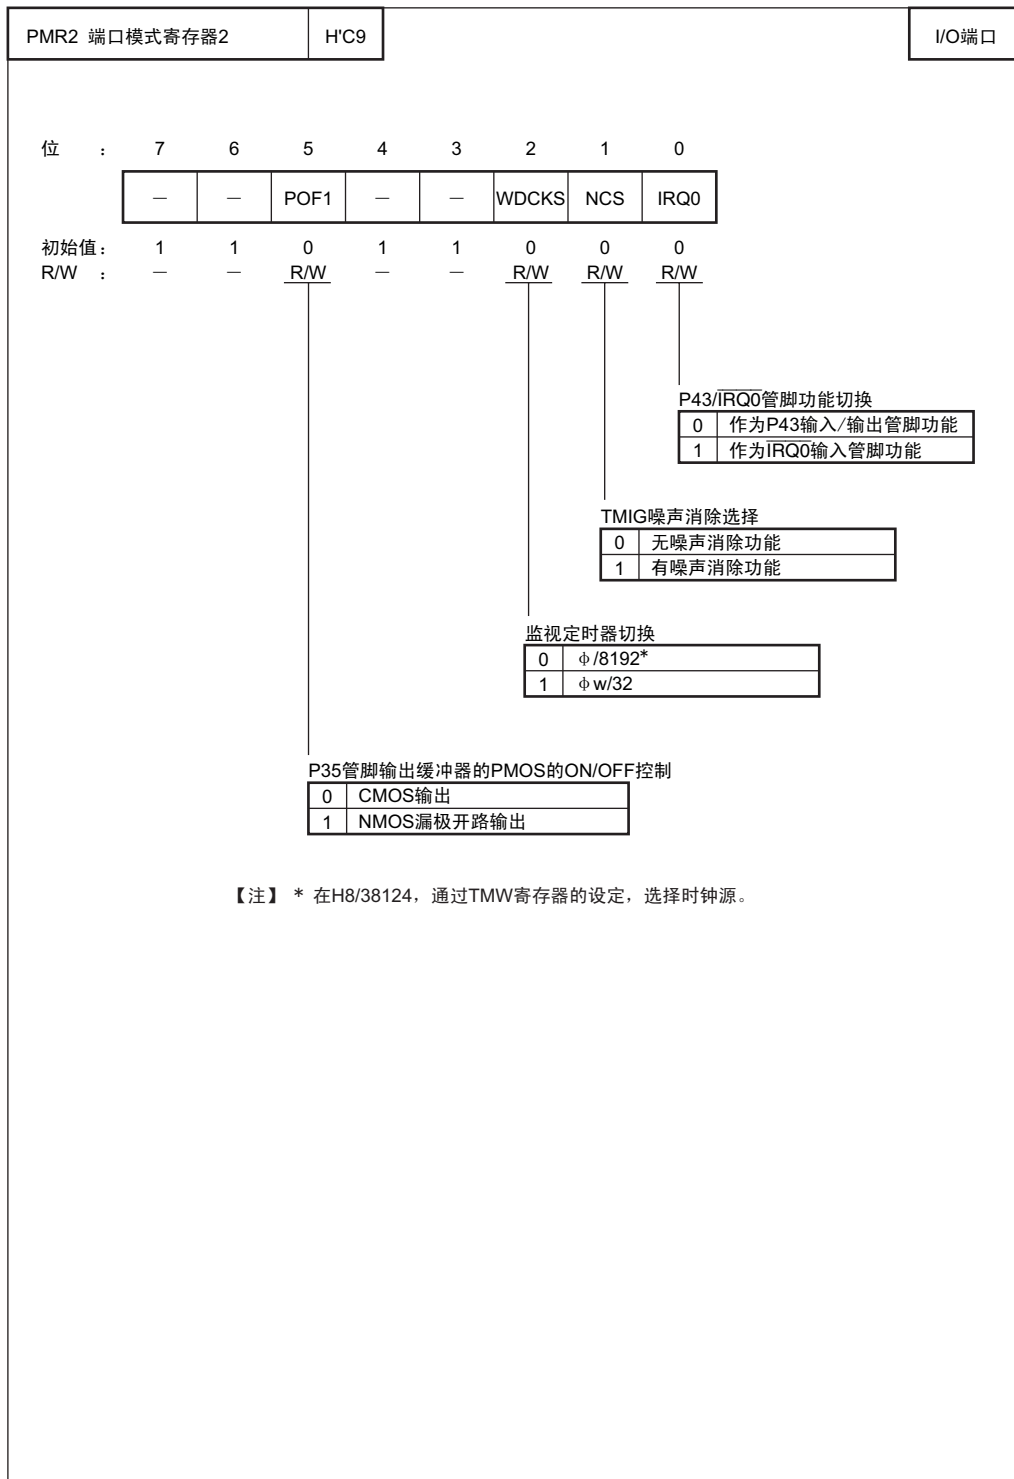 PMR2 端口模式寄存器2 H'C9 I/O端口
位 : 7 6 5 4 3 2 1 0
－ － POF1 － － WDCKS NCS IRQ0
初始值: 1 1 0 1 1 0 0 0
R/W : － － R/W － － R/W R/W R/W
P43/IRQ0管脚功能切换
0 作为P43输入/输出管脚功能
1 作为IRQ0输入管脚功能
TMIG噪声消除选择
0 无噪声消除功能
1 有噪声消除功能
监视定时器切换
0 φ/8192*
1 φw/32
P35管脚输出缓冲器的PMOS的ON/OFF控制
0 CMOS输出
1 NMOS漏极开路输出
【注】 * 在H8/38124，通过TMW寄存器的设定，选择时钟源。